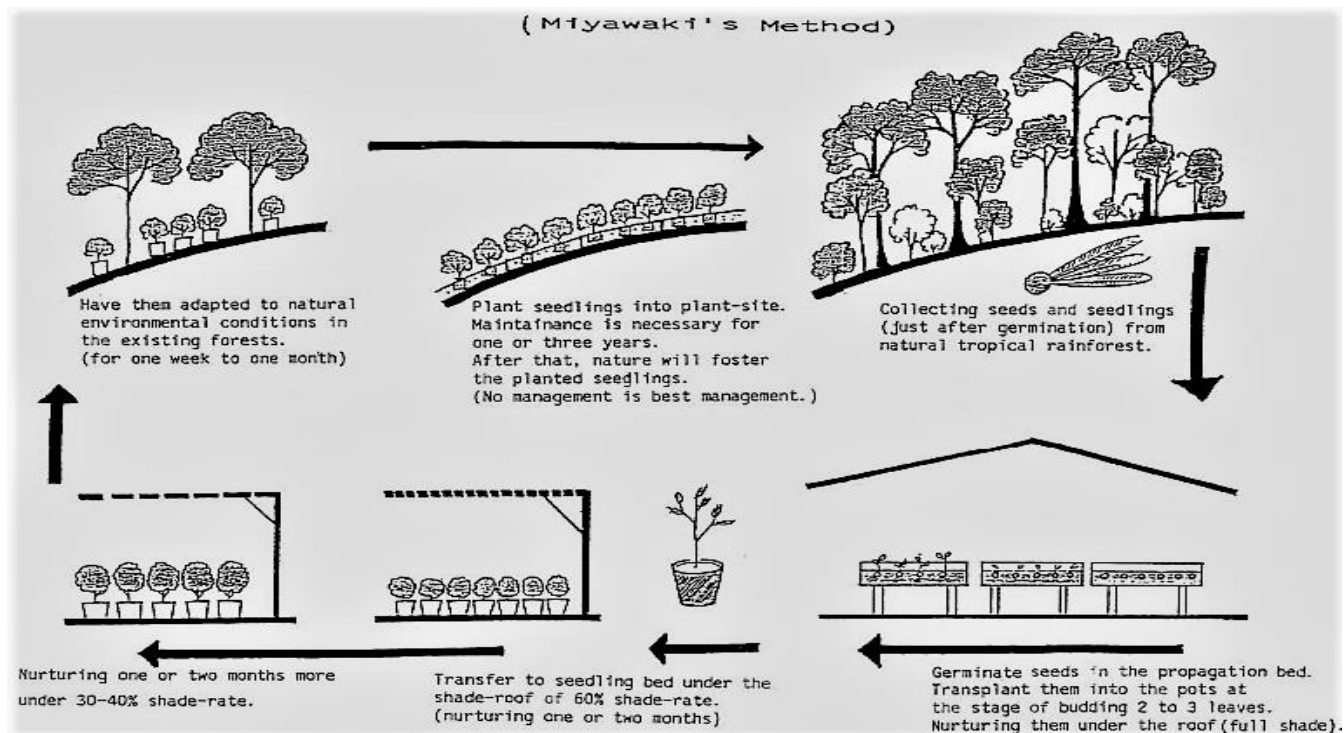 (Miyawaki's Method)
Have them adapted to natural
environmental conditions in
the existing forests.
(for one week to one month)
Plant seedlings into plant-site.
Maintainance is necessary for
one or three years.
After that, nature will foster
the planted seedlings.
(No management is best management.)
Collecting seeds and seedlings
(just after germination) from
natural tropical rainforest.
Nurturing one or two months more
under 30-40% shade-rate.
Transfer to seedling bed under the
shade-roof of 60% shade-rate.
(nurturing one or two months)
Germinate seeds in the propagation bed.
Transplant them into the pots at
the stage of budding 2 to 3 leaves.
Nurturing them under the roof(full shade).